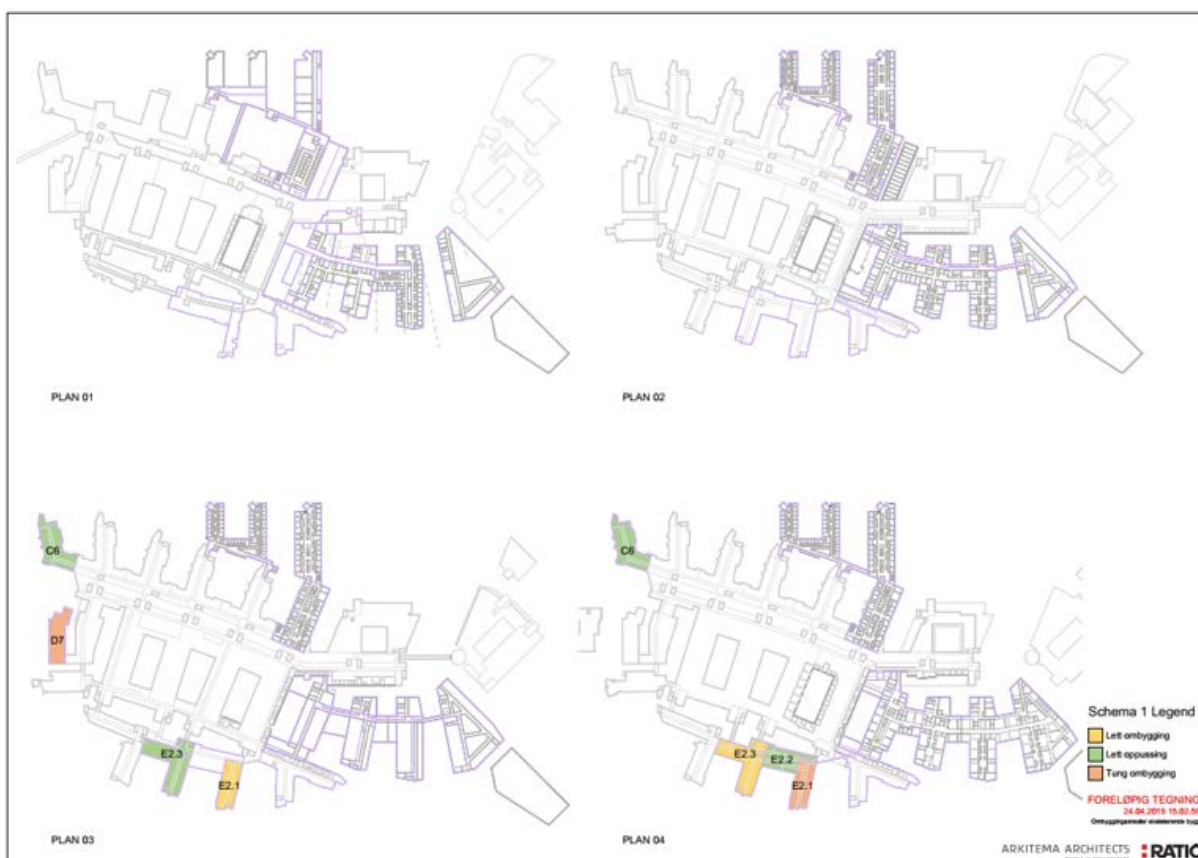 PLAN 01
PLAN 02
C6
D7
E2.3
E2.1
PLAN 03
C6
E2.3
E2.2
E2.1
PLAN 04
Schema 1 Legend
Lett ombygging
Lett oppussing
Tung ombygging
FORELØPIG TEGNING
ARKITEMA ARCHITECTS
RATIO